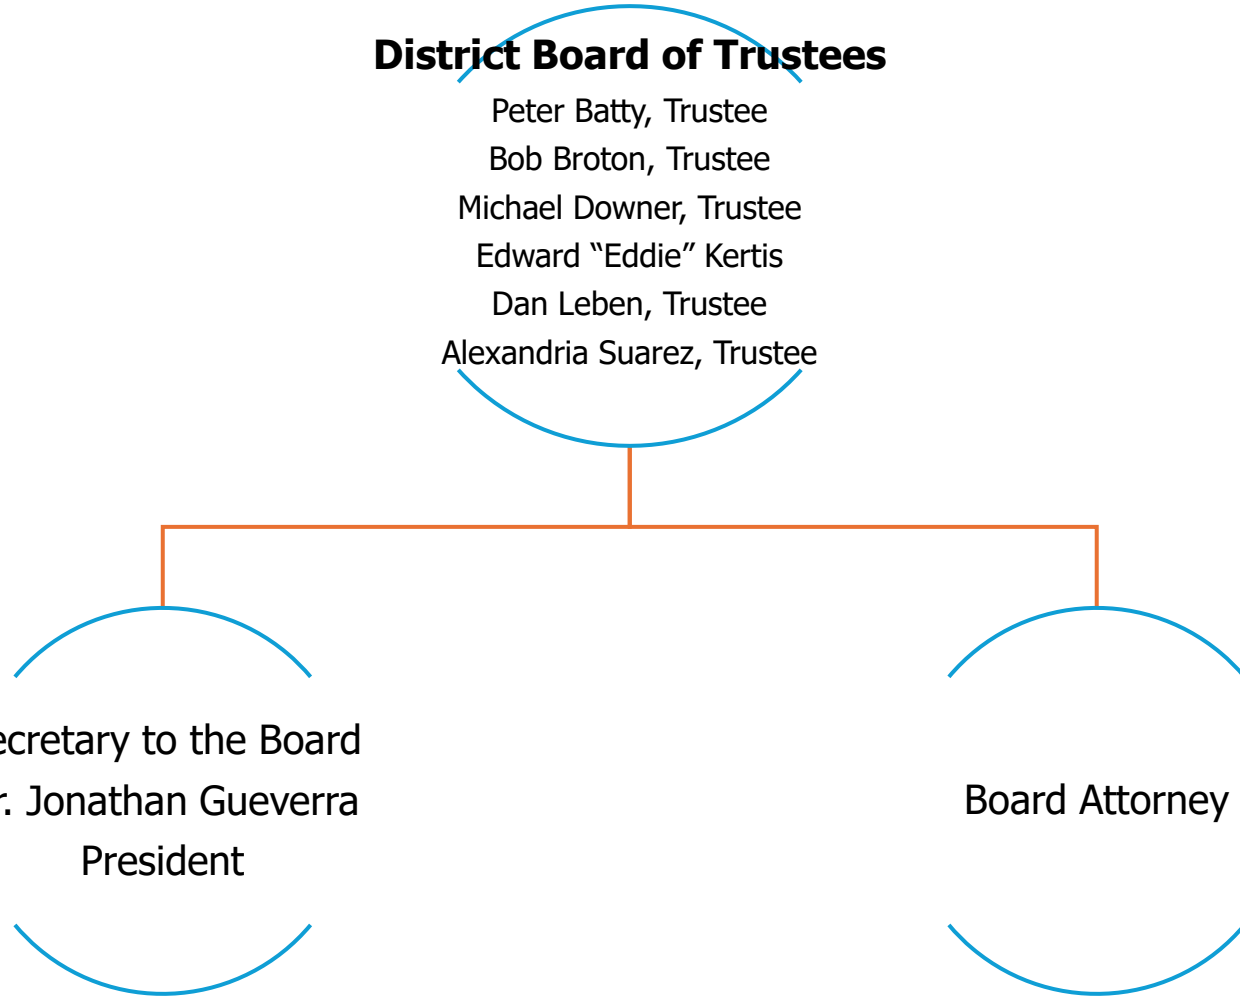 District Board of Trustees
Peter Batty, Trustee
Bob Broton, Trustee
Michael Downer, Trustee
Edward “Eddie” Kertis
Dan Leben, Trustee
Alexandria Suarez, Trustee
ecretary to the Board
r. Jonathan Gueverra
President
Board Attorney